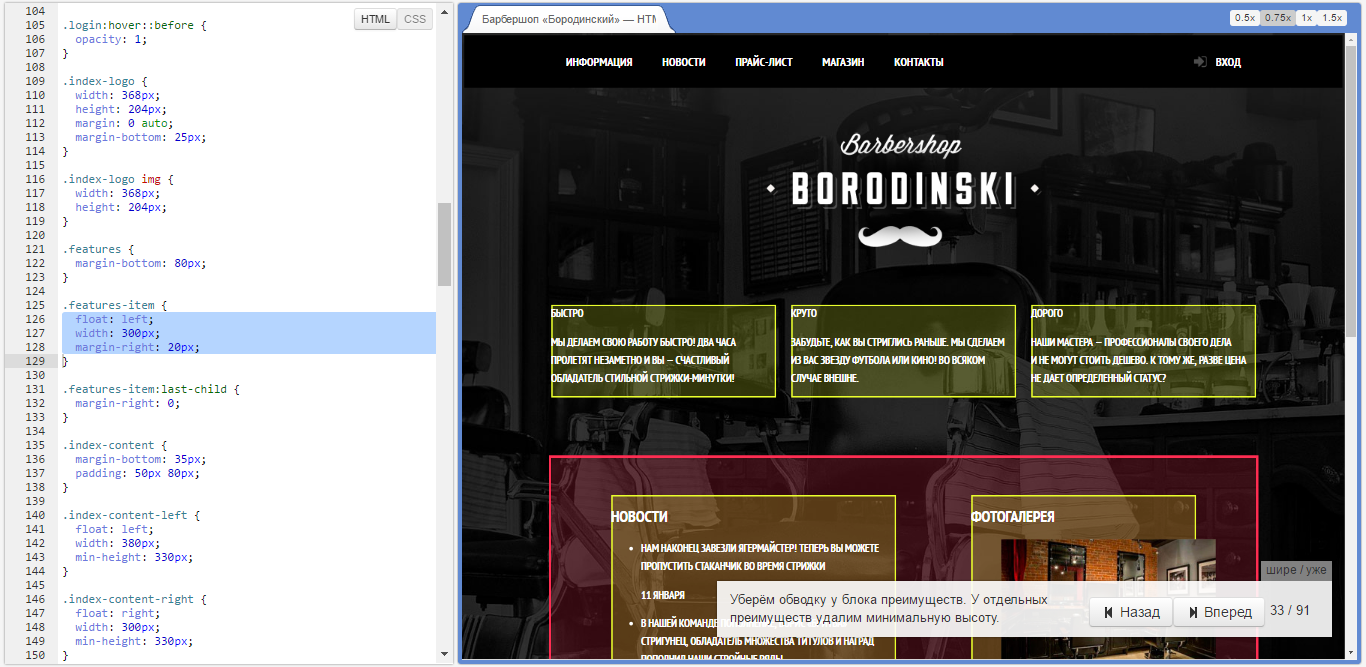 HTML
CSS
104
105 .login:hover::before {
106 opacity: 1;
107 }
108
109 .index-logo {
110 width: 368px;
111 height: 204px;
112 margin: 0 auto;
113 margin-bottom: 25px;
114 }
115
116 .index-logo img {
117 width: 368px;
118 height: 204px;
119 }
120
121 .features {
122 margin-bottom: 80px;
123 }
124
125 .features-item {
126 float: left;
127 width: 300px;
128 margin-right: 20px;
129 }
130
131 .features-item:last-child {
132 margin-right: 0;
133 }
134
135 .index-content {
136 margin-bottom: 35px;
137 padding: 50px 80px;
138 }
139
140 .index-content-left {
141 float: left;
142 width: 380px;
143 min-height: 330px;
144 }
145
146 .index-content-right {
147 float: right;
148 width: 300px;
149 min-height: 330px;
150 }
Барбершоп «Бородинский» — HTM
0.5x 0.75x 1x 1.5x
ИНФОРМАЦИЯ НОВОСТИ ПРАЙС-ЛИСТ МАГАЗИН КОНТАКТЫ ВХОД
Barbershop
BORODINSKI
БЫСТРО
МЫ ДЕЛАЕМ СВОЮ РАБОТУ БЫСТРО! ДВА ЧАСА
ПРОЛЕТЯТ НЕЗАМЕТНО И ВЫ — СЧАСТЛИВЫЙ
ОБЛАДАТЕЛЬ СТИЛЬНОЙ СТРИЖКИ-МИНУТКИ!
КРУТО
ЗАБУДЬТЕ, КАК ВЫ СТРИГЛИСЬ РАНЬШЕ. МЫ СДЕЛАЕМ
ИЗ ВАС ЗВЕЗДУ ФУТБОЛА ИЛИ КИНО! ВО ВСЯКОМ
СЛУЧАЕ ВНЕШНЕ.
ДОРОГО
НАШИ МАСТЕРА — ПРОФЕССИОНАЛЫ СВОЕГО ДЕЛА
И НЕ МОГУТ СТОИТЬ ДЕШЕВО. К ТОМУ ЖЕ, РАЗВЕ ЦЕНА
НЕ ДАЕТ ОПРЕДЕЛЕННЫЙ СТАТУС?
НОВОСТИ
НАМ НАКОНЕЦ ЗАВЕЗЛИ ЯГЕРМАЙСТЕР! ТЕПЕРЬ ВЫ МОЖЕТЕ
ПРОПУСТИТЬ СТАКАНЧИК ВО ВРЕМЯ СТРИЖКИ
11 ЯНВАРЯ
В НАШЕЙ КОМАНДЕ
СТРИГУНЕЦ, ОБЛАДАТЕЛЬ МНОЖЕСТВА ТИТУЛОВ И НАГРАД
ПОПОЛНИЛ НАШИ СТРОЙНЫЕ РЯДЫ
ФОТОГАЛЕРЕЯ
шире / уже
Уберём обводку у блока преимуществ. У отдельных
преимуществ удалим минимальную высоту.
Назад
Вперед
33 / 91